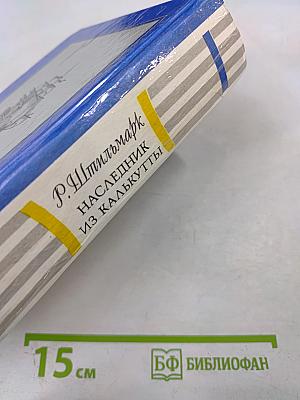 Р. Штильмарк
НАСЛЕДНИК
ИЗ КАЛЬКУТТЫ
15 см
БФ БИБЛИОФАН